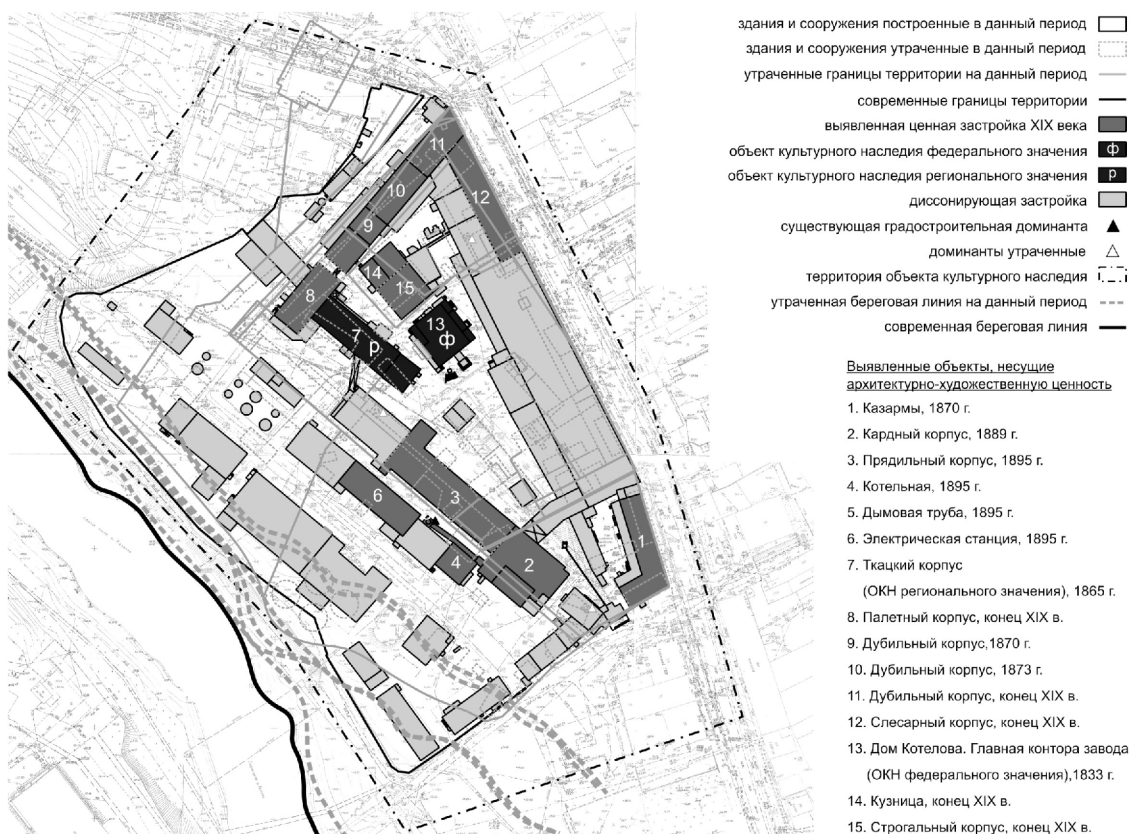 здания и сооружения построенные в данный период
здания и сооружения утраченные в данный период
утраченные границы территории на данный период
современные границы территории
выявленная ценная застройка XIX века
объект культурного наследия федерального значения ф
объект культурного наследия регионального значения р
диссонирующая застройка
существующая градостроительная доминанта
доминанты утраченные
территория объекта культурного наследия
утраченная береговая линия на данный период
современная береговая линия
Выявленные объекты, несущие
архитектурно-художественную ценность
1. Казармы, 1870 г.
2. Кардный корпус, 1889 г.
3. Прядильный корпус, 1895 г.
4. Котельная, 1895 г.
5. Дымовая труба, 1895 г.
6. Электрическая станция, 1895 г.
7. Ткацкий корпус
(ОКН регионального значения), 1865 г.
8. Палетный корпус, конец XIX в.
9. Дубильный корпус,1870 г.
10. Дубильный корпус, 1873 г.
11. Дубильный корпус, конец XIX в.
12. Слесарный корпус, конец XIX в.
13. Дом Котелова. Главная контора завода
(ОКН федерального значения),1833 г.
14. Кузница, конец XIX в.
15. Строгальный корпус, конец XIX в.
11
10
12
9
14
15
8
13
ф
7
р
3
6
1
4
2